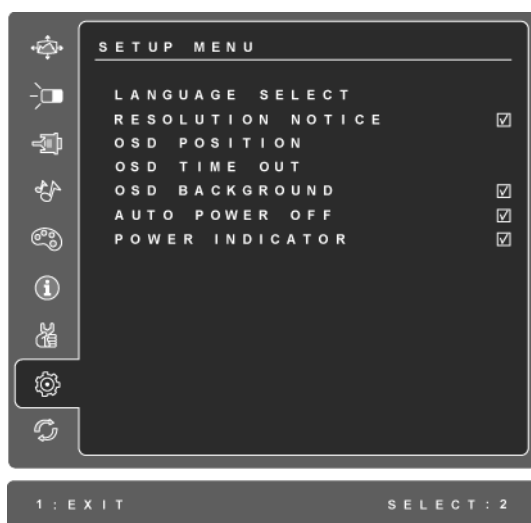 SETUP MENU
LANGUAGE SELECT
RESOLUTION NOTICE
OSD POSITION
OSD TIME OUT
OSD BACKGROUND
AUTO POWER OFF
POWER INDICATOR
1:EXIT SELECT:2